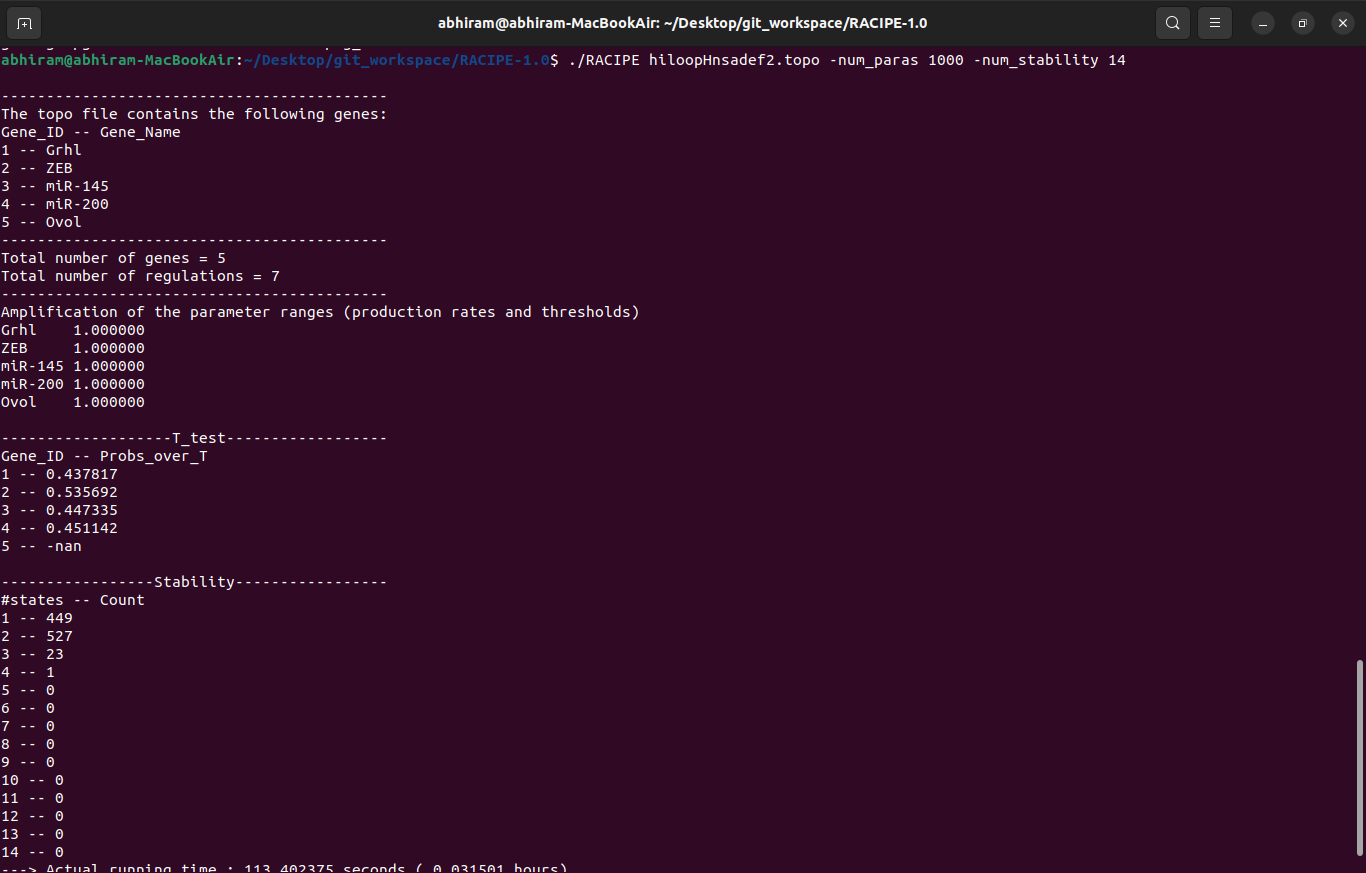 abhiram@abhiram-MacBookAir: ~/Desktop/git_workspace/RACIPE-1.0
abhiram@abhiram-MacBookAir:~/Desktop/git_workspace/RACIPE-1.0$ ./RACIPE hiloopHnsadef2.topo -num_paras 1000 -num_stability 14
-------------------------------------------
The topo file contains the following genes:
Gene_ID -- Gene_Name
1 -- Grhl
2 -- ZEB
3 -- miR-145
4 -- miR-200
5 -- Ovol
-------------------------------------------
Total number of genes = 5
Total number of regulations = 7
-------------------------------------------
Amplification of the parameter ranges (production rates and thresholds)
Grhl    1.000000
ZEB     1.000000
miR-145 1.000000
miR-200 1.000000
Ovol    1.000000
-------------------T_test------------------
Gene_ID -- Probs_over_T
1 -- 0.437817
2 -- 0.535692
3 -- 0.447335
4 -- 0.451142
5 -- -nan
-----------------Stability-----------------
#states -- Count
1 -- 449
2 -- 527
3 -- 23
4 -- 1
5 -- 0
6 -- 0
7 -- 0
8 -- 0
9 -- 0
10 -- 0
11 -- 0
12 -- 0
13 -- 0
14 -- 0
---> Actual running time : 113.402375 seconds ( 0.031501 hours)